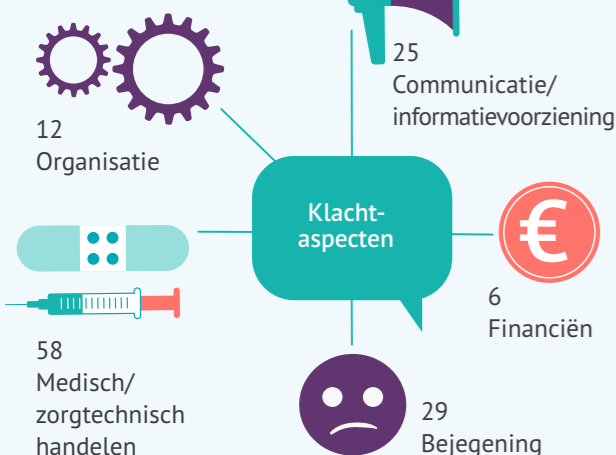 25
Communicatie/
informatievoorziening
12
Organisatie
Klacht-
aspecten
€
6
Financiën
58
Medisch/
zorgtechnisch
handelen
29
Bejegening